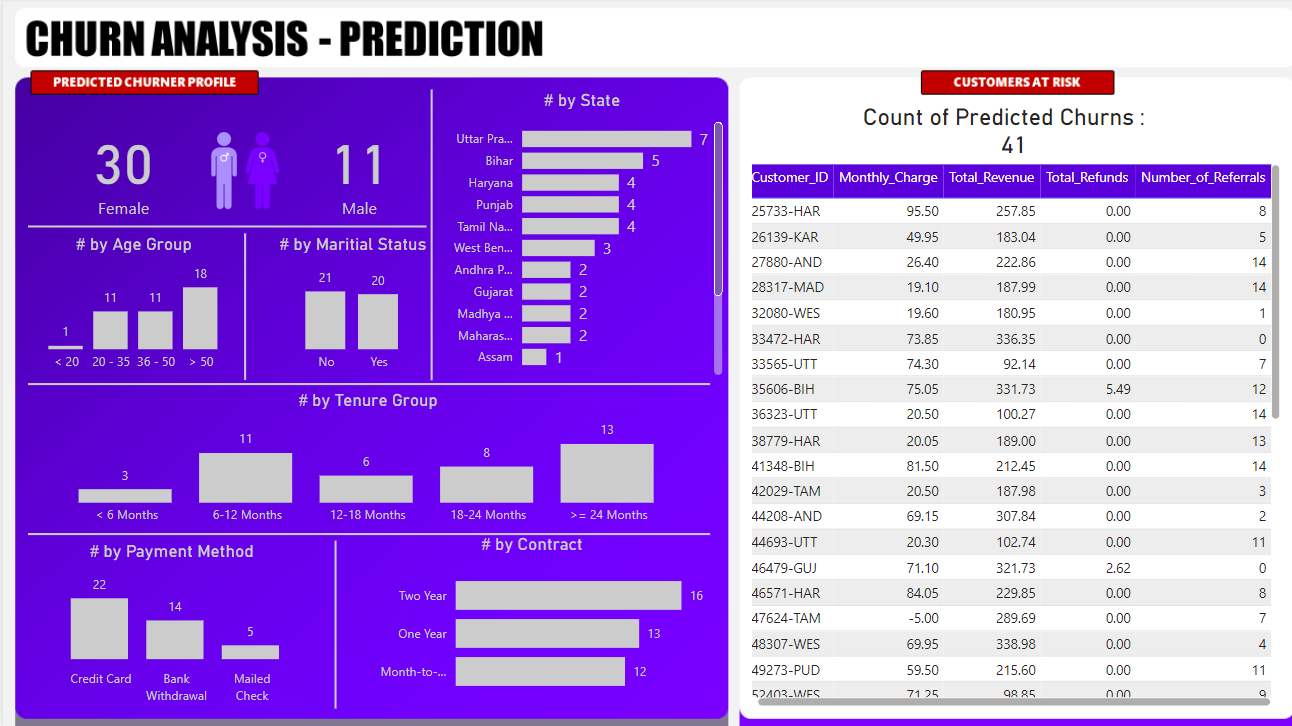 CHURN ANALYSIS - PREDICTION
PREDICTED CHURNER PROFILE
30
Female
11
Male
# by Age Group
1
11
11
18
< 20
20 - 35
36 - 50
> 50
# by Maritial Status
21
20
No
Yes
# by State
Uttar Pra... 7
Bihar 5
Haryana 4
Punjab 4
Tamil Na... 4
West Ben... 3
Andhra P... 2
Gujarat 2
Madhya ... 2
Maharas... 2
Assam 1
# by Tenure Group
3
11
6
8
13
< 6 Months
6-12 Months
12-18 Months
18-24 Months
>= 24 Months
# by Payment Method
22
14
5
Credit Card
Bank
Withdrawal
Mailed
Check
# by Contract
Two Year 16
One Year 13
Month-to-... 12
CUSTOMERS AT RISK
Count of Predicted Churns :
41
Customer_ID Monthly_Charge Total_Revenue Total_Refunds Number_of_Referrals
25733-HAR 95.50 257.85 0.00 8
26139-KAR 49.95 183.04 0.00 5
27880-AND 26.40 222.86 0.00 14
28317-MAD 19.10 187.99 0.00 14
32080-WES 19.60 180.95 0.00 1
33472-HAR 73.85 336.35 0.00 0
33565-UTT 74.30 92.14 0.00 7
35606-BIH 75.05 331.73 5.49 12
36323-UTT 20.50 100.27 0.00 14
38779-HAR 20.05 189.00 0.00 13
41348-BIH 81.50 212.45 0.00 14
42029-TAM 20.50 187.98 0.00 3
44208-AND 69.15 307.84 0.00 2
44693-UTT 20.30 102.74 0.00 11
46479-GUJ 71.10 321.73 2.62 0
46571-HAR 84.05 229.85 0.00 8
47624-TAM -5.00 289.69 0.00 7
48307-WES 69.95 338.98 0.00 4
49273-PUD 59.50 215.60 0.00 11
52403-WES 71.25 98.85 0.00 9